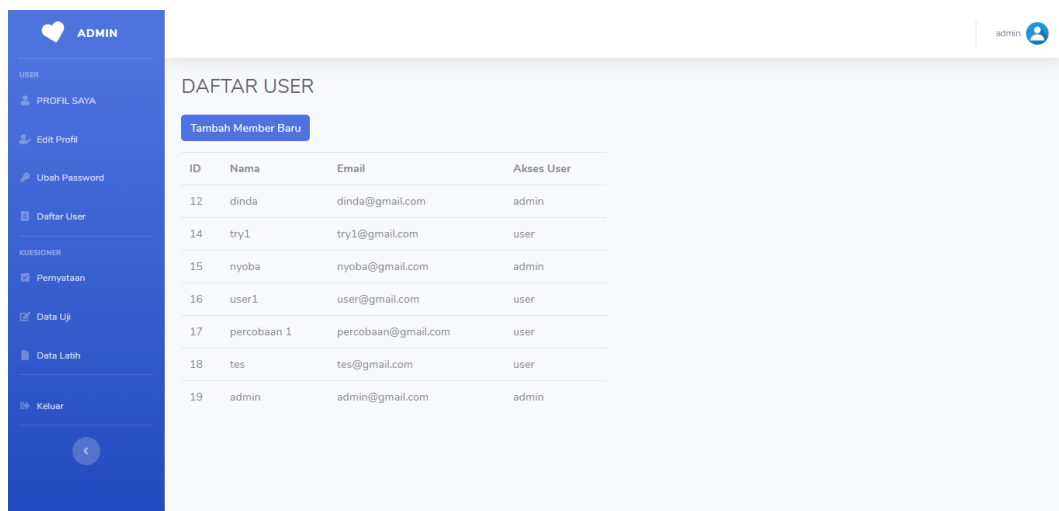 ADMIN
admin
USER
PROFIL SAYA
Edit Profil
Ubah Password
Daftar User
KUESIONER
Pernyataan
Data Uji
Data Latih
Keluar
DAFTAR USER
Tambah Member Baru
ID Nama Email Akses User
12 dinda dinda@gmail.com admin
14 try1 try1@gmail.com user
15 nyoba nyoba@gmail.com admin
16 user1 user@gmail.com user
17 percobaan 1 percobaan@gmail.com user
18 tes tes@gmail.com user
19 admin admin@gmail.com admin